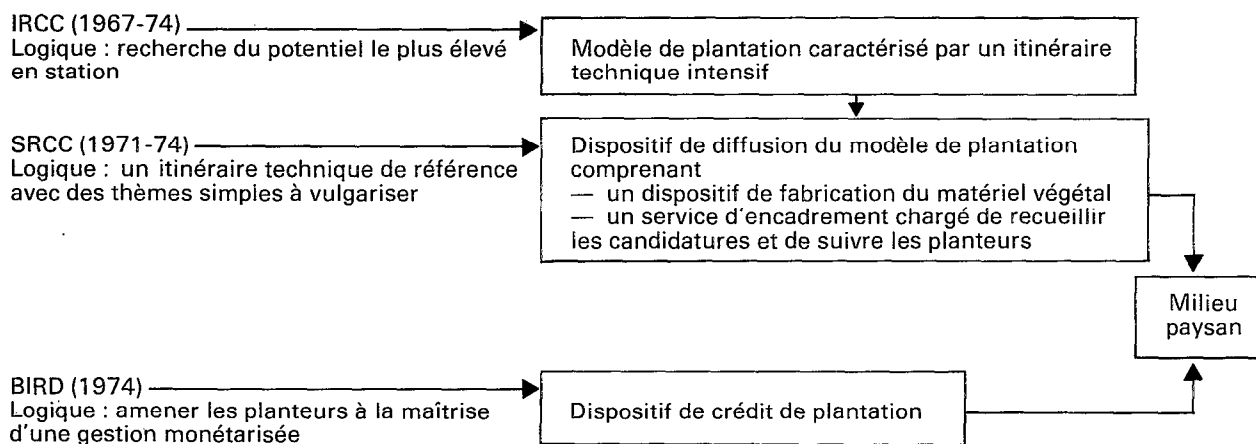 IRCC (1967-74)
Logique : recherche du potentiel le plus élevé
en station
Modèle de plantation caractérisé par un itinéraire
technique intensif
SRCC (1971-74)
Logique : un itinéraire technique de référence
avec des thèmes simples à vulgariser
Dispositif de diffusion du modèle de plantation
comprenant
— un dispositif de fabrication du matériel végétal
— un service d'encadrement chargé de recueillir
les candidatures et de suivre les planteurs
Milieu
paysan
BIRD (1974)
Logique : amener les planteurs à la maîtrise
d'une gestion monétarisée
Dispositif de crédit de plantation